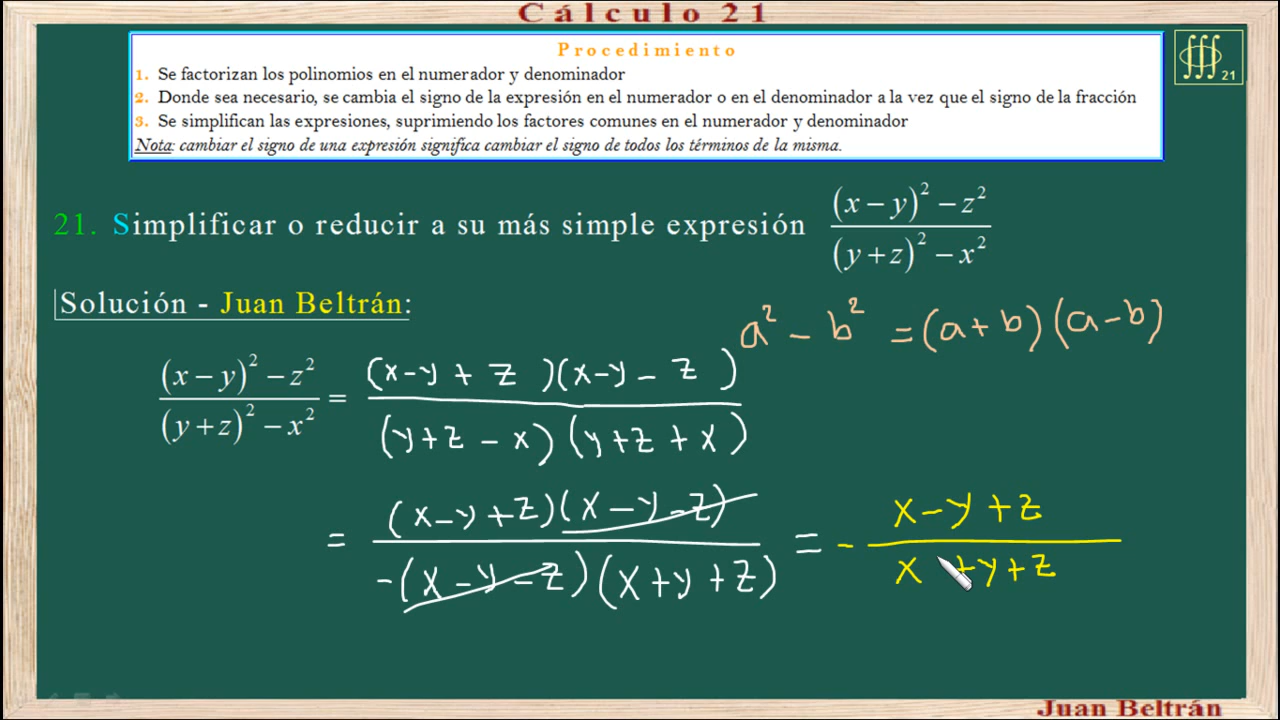 Cálculo 21
∭ 21
Procedimiento
1. Se factorizan los polinomios en el numerador y denominador
2. Donde sea necesario, se cambia el signo de la expresión en el numerador o en el denominador a la vez que el signo de la fracción
3. Se simplifican las expresiones, suprimiendo los factores comunes en el numerador y denominador
Nota: cambiar el signo de una expresión significa cambiar el signo de todos los términos de la misma.
21. Simplificar o reducir a su más simple expresión
(x − y)² − z²
(y + z)² − x²
Solución - Juan Beltrán:
a² − b² = (a + b)(a − b)
(x − y)² − z²
(y + z)² − x²
=
(x − y + z)(x − y − z)
(y + z − x)(y + z + x)
=
(x − y + z)(x − y − z)
−(x − y − z)(x + y + z)
= −
x − y + z
x + y + z
Juan Beltrán